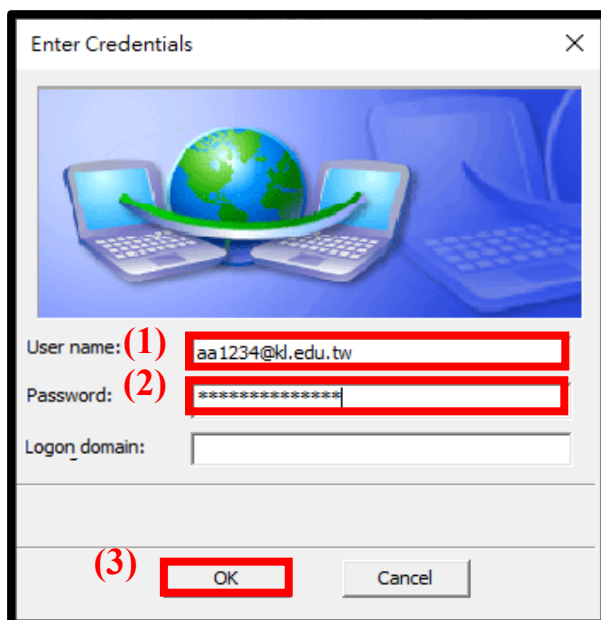 Enter Credentials
User name: (1) aa1234@kl.edu.tw
Password: (2) **************
Logon domain:
(3) OK Cancel